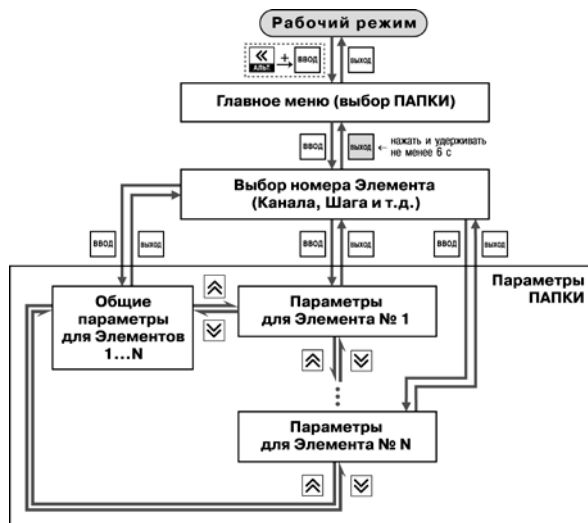 Рабочий режим
АЛЬТ. + ВВОД
ВЫХОД
Главное меню (выбор ПАПКИ)
ВВОД
ВЫХОД
← нажать и удерживать
не менее 6 с
Выбор номера Элемента
(Канала, Шага и т.д.)
ВВОД
ВЫХОД
ВВОД
ВЫХОД
ВВОД
ВЫХОД
Параметры
ПАПКИ
Общие
параметры
для Элементов
1...N
Параметры
для Элемента № 1
Параметры
для Элемента № N